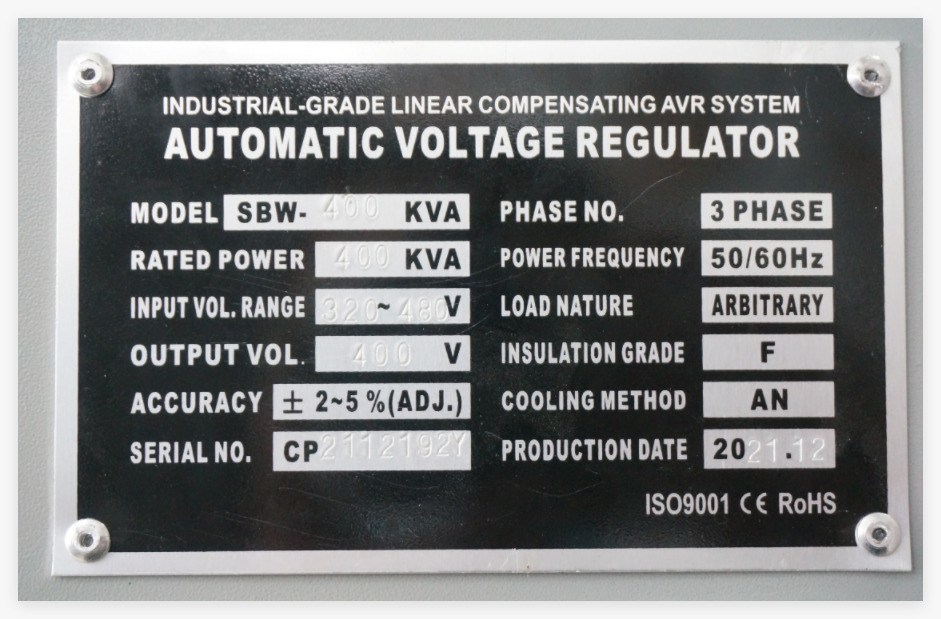 INDUSTRIAL-GRADE LINEAR COMPENSATING AVR SYSTEM
AUTOMATIC VOLTAGE REGULATOR
MODEL SBW- 400 KVA
PHASE NO. 3 PHASE
RATED POWER 400 KVA
POWER FREQUENCY 50/60Hz
INPUT VOL. RANGE 320~480 V
LOAD NATURE ARBITRARY
OUTPUT VOL. 400 V
INSULATION GRADE F
ACCURACY ± 2~5 %(ADJ.)
COOLING METHOD AN
SERIAL NO. CP2112192Y
PRODUCTION DATE 2021.12
ISO9001 CE RoHS